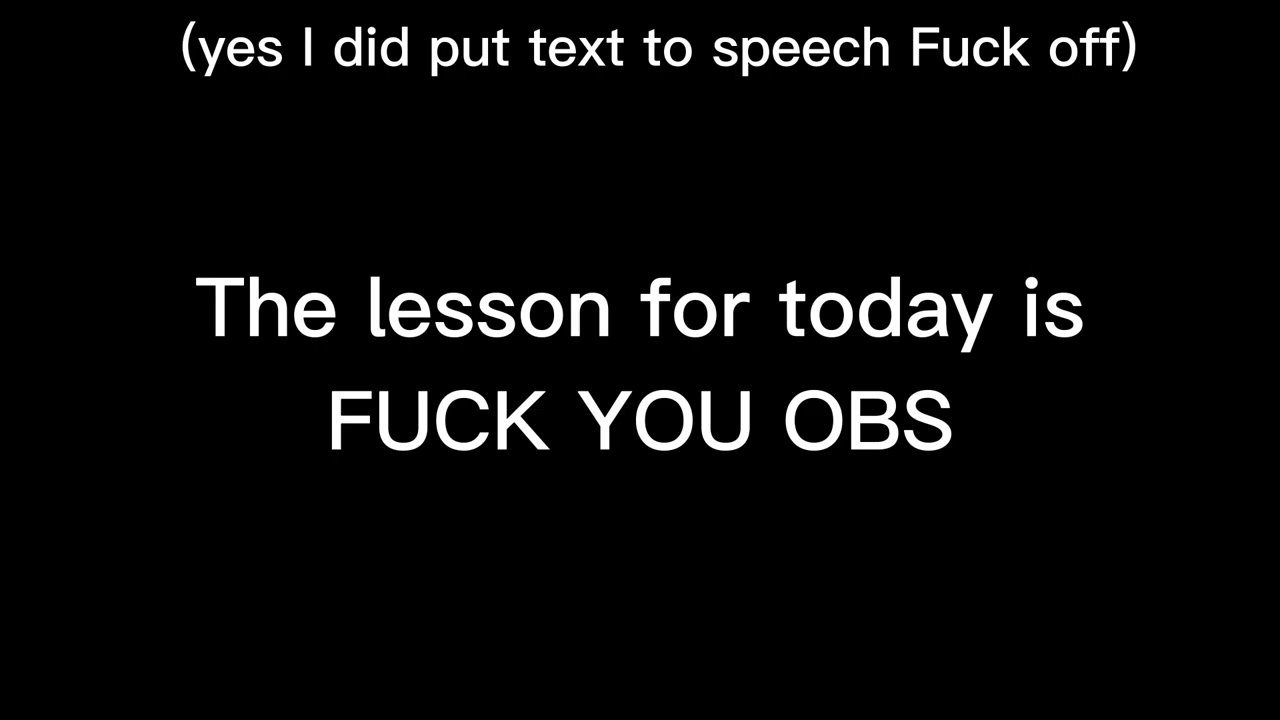 (yes I did put text to speech Fuck off)
The lesson for today is
FUCK YOU OBS